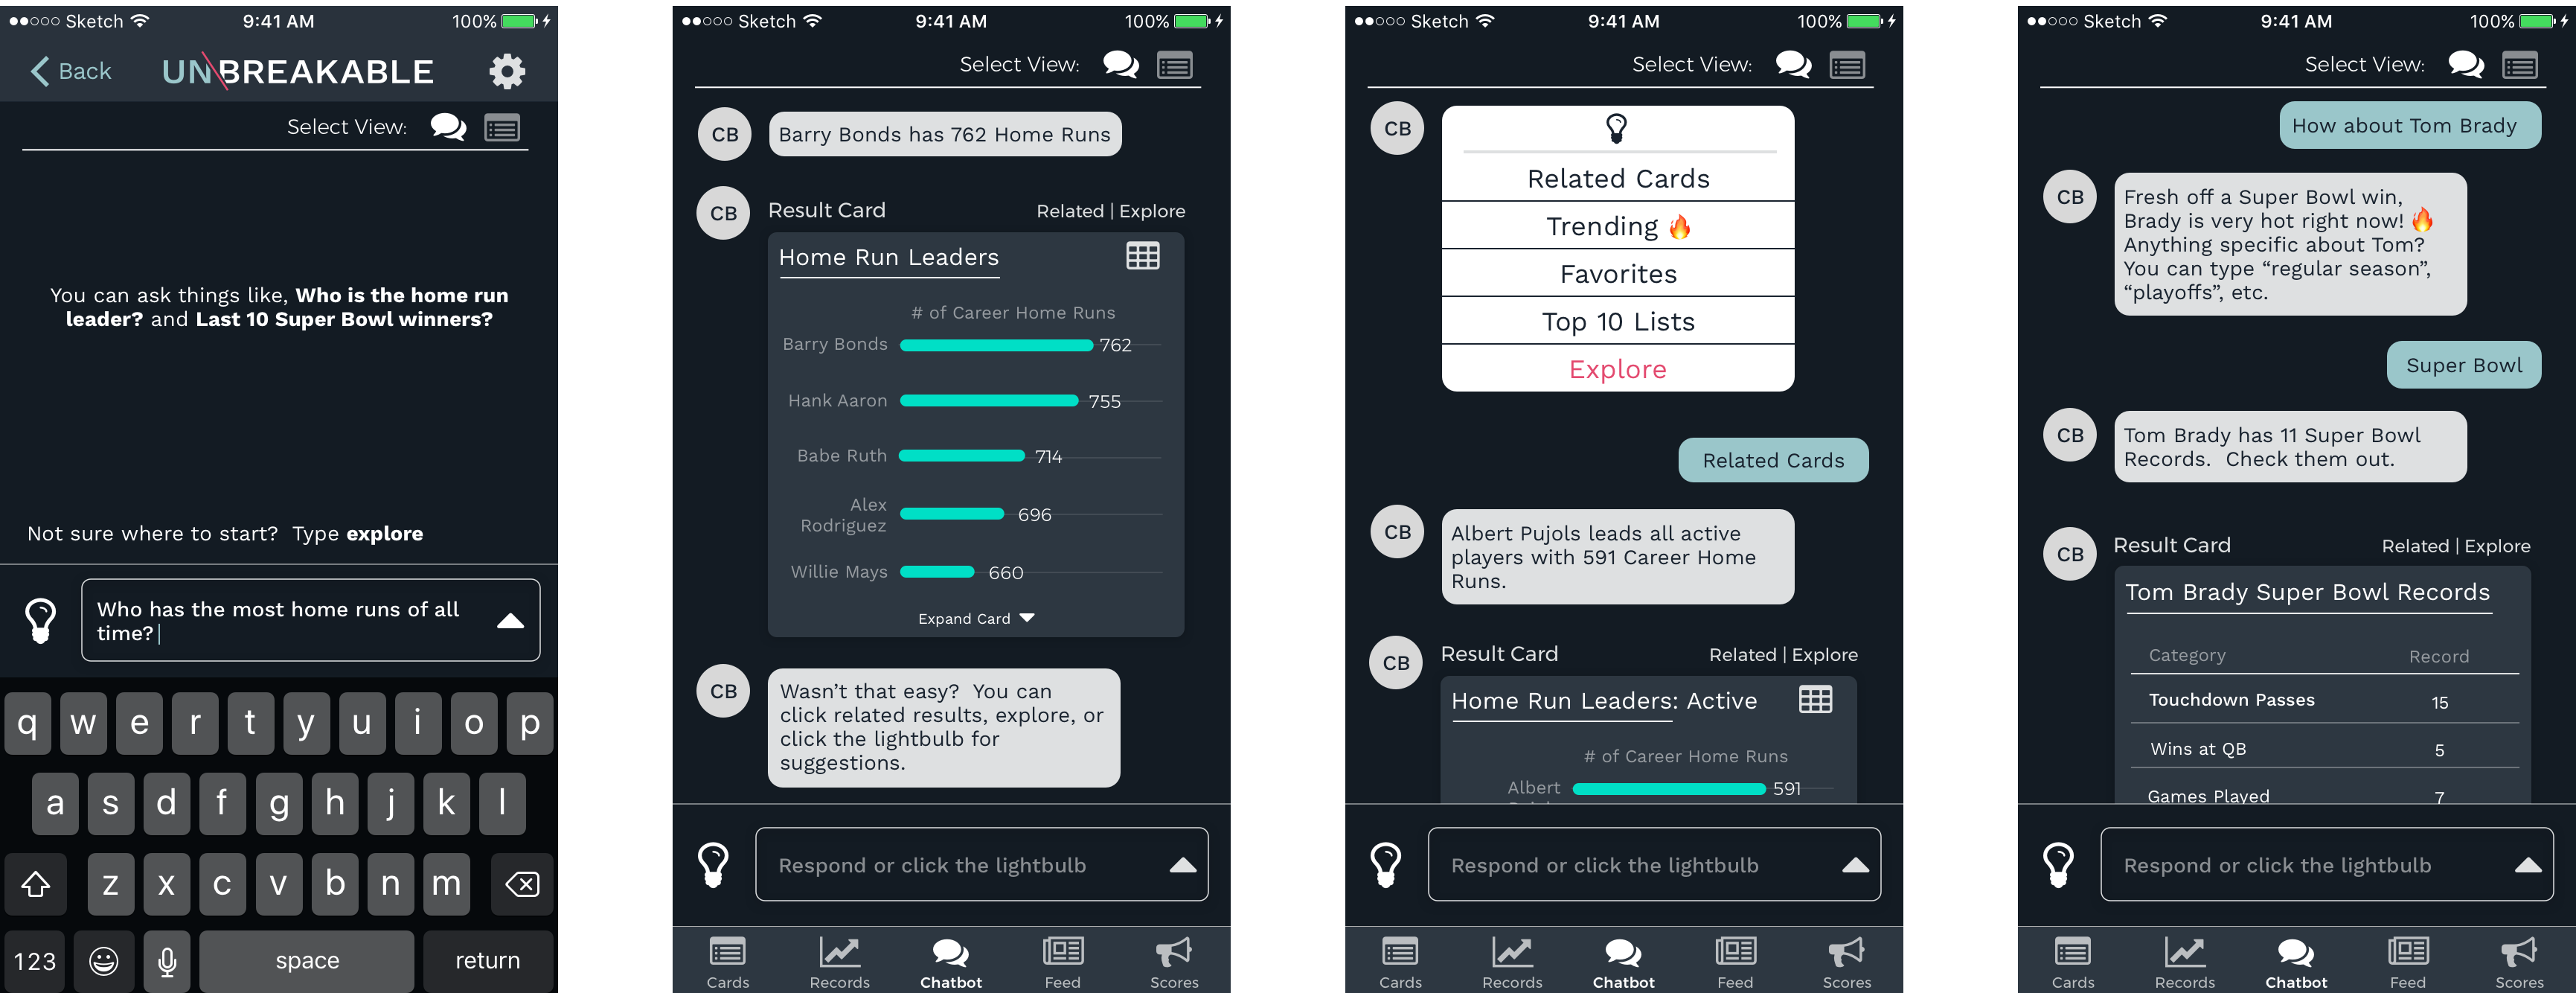 Sketch 9:41 AM 100%
Back UNBREAKABLE
Select View:
You can ask things like, Who is the home run
leader? and Last 10 Super Bowl winners?
Not sure where to start? Type explore
Who has the most home runs of all
time?
q w e r t y u i o p
a s d f g h j k l
z x c v b n m
123 space return
Sketch 9:41 AM 100%
Select View:
CB Barry Bonds has 762 Home Runs
CB Result Card Related | Explore
Home Run Leaders
# of Career Home Runs
Barry Bonds 762
Hank Aaron 755
Babe Ruth 714
Alex
Rodriguez 696
Willie Mays 660
Expand Card
CB Wasn’t that easy? You can
click related results, explore, or
click the lightbulb for
suggestions.
Respond or click the lightbulb
Cards Records Chatbot Feed Scores
Sketch 9:41 AM 100%
Select View:
CB
Related Cards
Trending 🔥
Favorites
Top 10 Lists
Explore
Related Cards
CB Albert Pujols leads all active
players with 591 Career Home
Runs.
CB Result Card Related | Explore
Home Run Leaders: Active
# of Career Home Runs
Albert 591
Respond or click the lightbulb
Cards Records Chatbot Feed Scores
Sketch 9:41 AM 100%
Select View:
How about Tom Brady
CB Fresh off a Super Bowl win,
Brady is very hot right now! 🔥
Anything specific about Tom?
You can type “regular season”,
“playoffs”, etc.
Super Bowl
CB Tom Brady has 11 Super Bowl
Records. Check them out.
CB Result Card Related | Explore
Tom Brady Super Bowl Records
Category Record
Touchdown Passes 15
Wins at QB 5
Games Played 7
Respond or click the lightbulb
Cards Records Chatbot Feed Scores